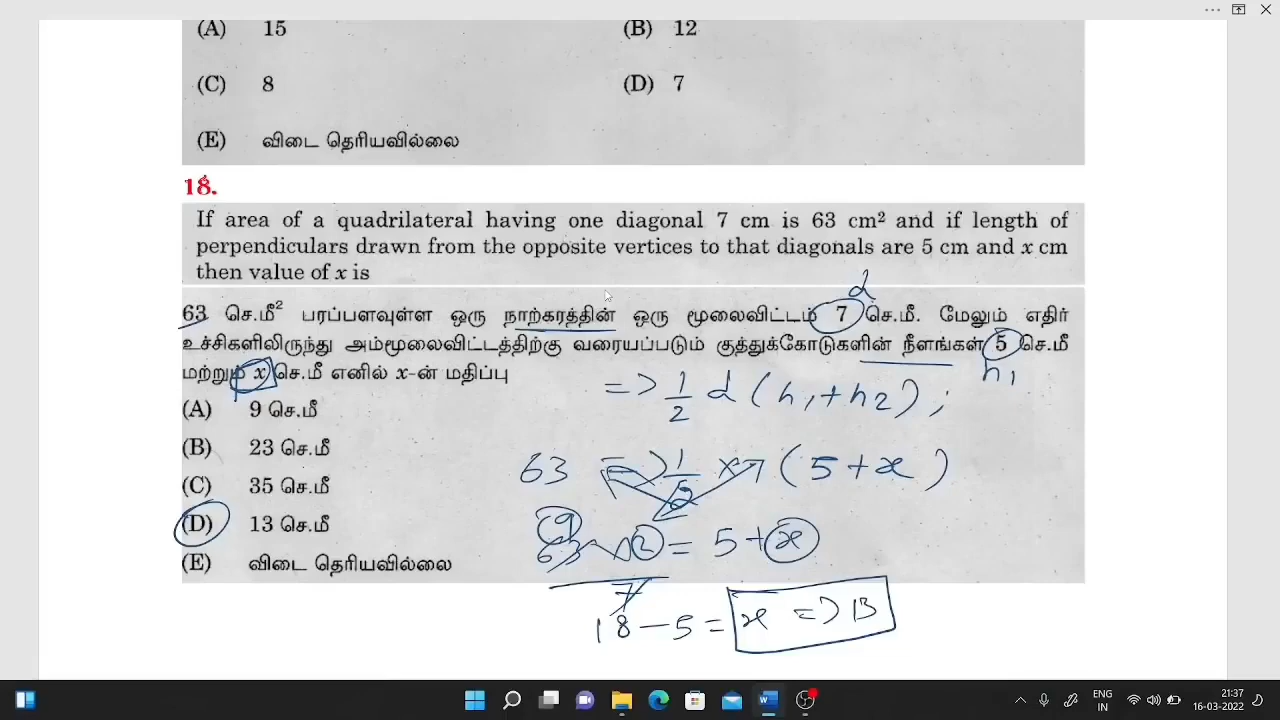 (A) 15 (B) 12
(C) 8 (D) 7
(E) விடை தெரியவில்லை
18.
If area of a quadrilateral having one diagonal 7 cm is 63 cm² and if length of
perpendiculars drawn from the opposite vertices to that diagonals are 5 cm and x cm
then value of x is
d
63 செ.மீ² பரப்பளவுள்ள ஒரு நாற்கரத்தின் ஒரு மூலைவிட்டம் 7 செ.மீ. மேலும் எதிர்
உச்சிகளிலிருந்து அம்மூலைவிட்டத்திற்கு வரையப்படும் குத்துக்கோடுகளின் நீளங்கள் 5 செ.மீ
மற்றும் x செ.மீ எனில் x-ன் மதிப்பு
h₁
=> 1/2 d (h₁+h₂) ;
(A) 9 செ.மீ
(B) 23 செ.மீ
63 => 1/2 x7 (5+x)
(C) 35 செ.மீ
(D) 13 செ.மீ
9
63 x 2 = 5+x
7
(E) விடை தெரியவில்லை
18-5 = x => 13
ENG
IN
21:37
16-03-2022